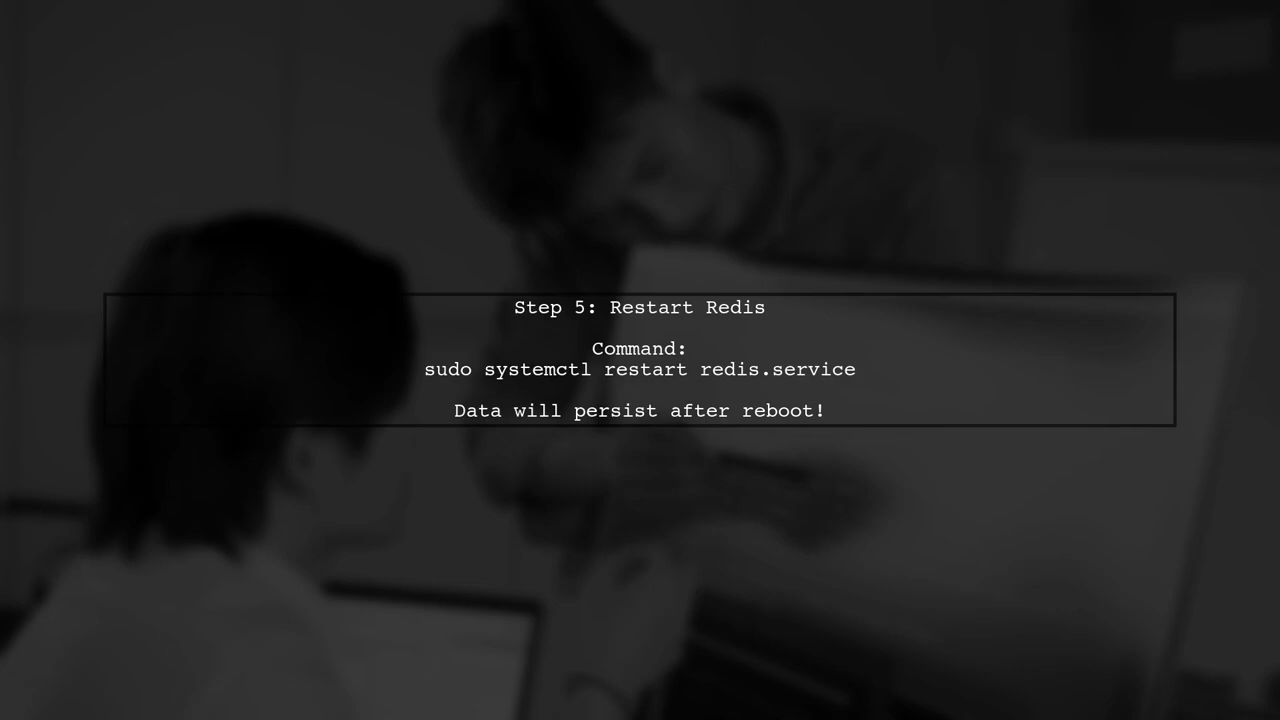 Step 5: Restart Redis
Command:
sudo systemctl restart redis.service
Data will persist after reboot!